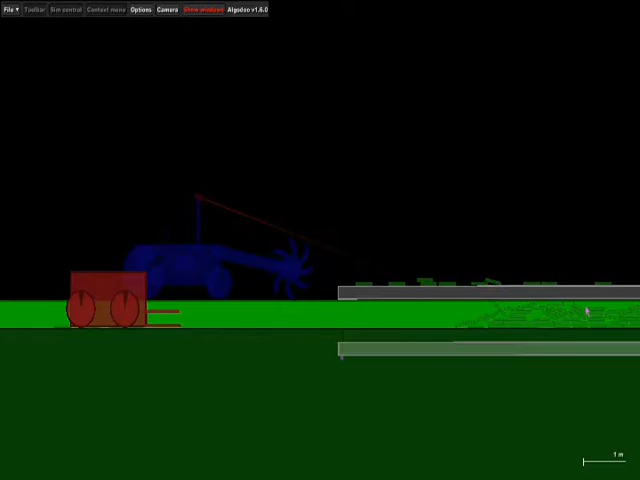 File ▾ Toolbar Sim control Context menu Options Camera Show windows Algodoo v1.6.0
1 m